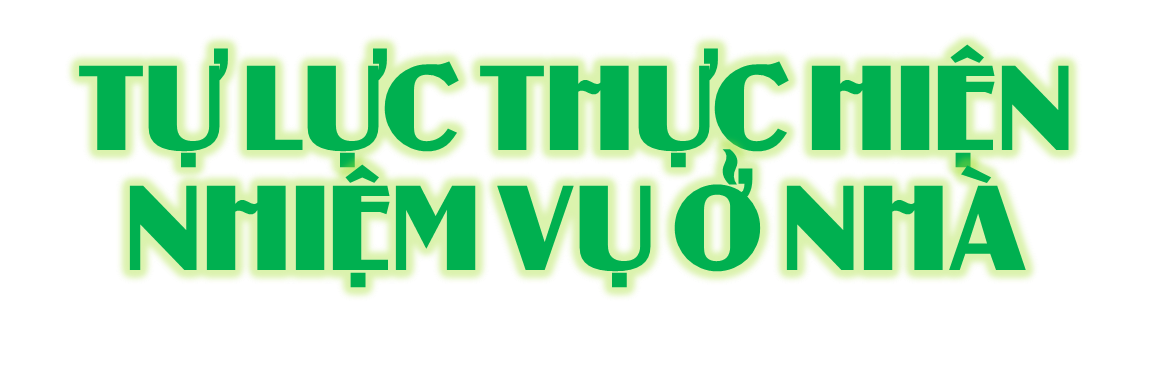 TỰ LỰC THỰC HIỆN
NHIỆM VỤ Ở NHÀ